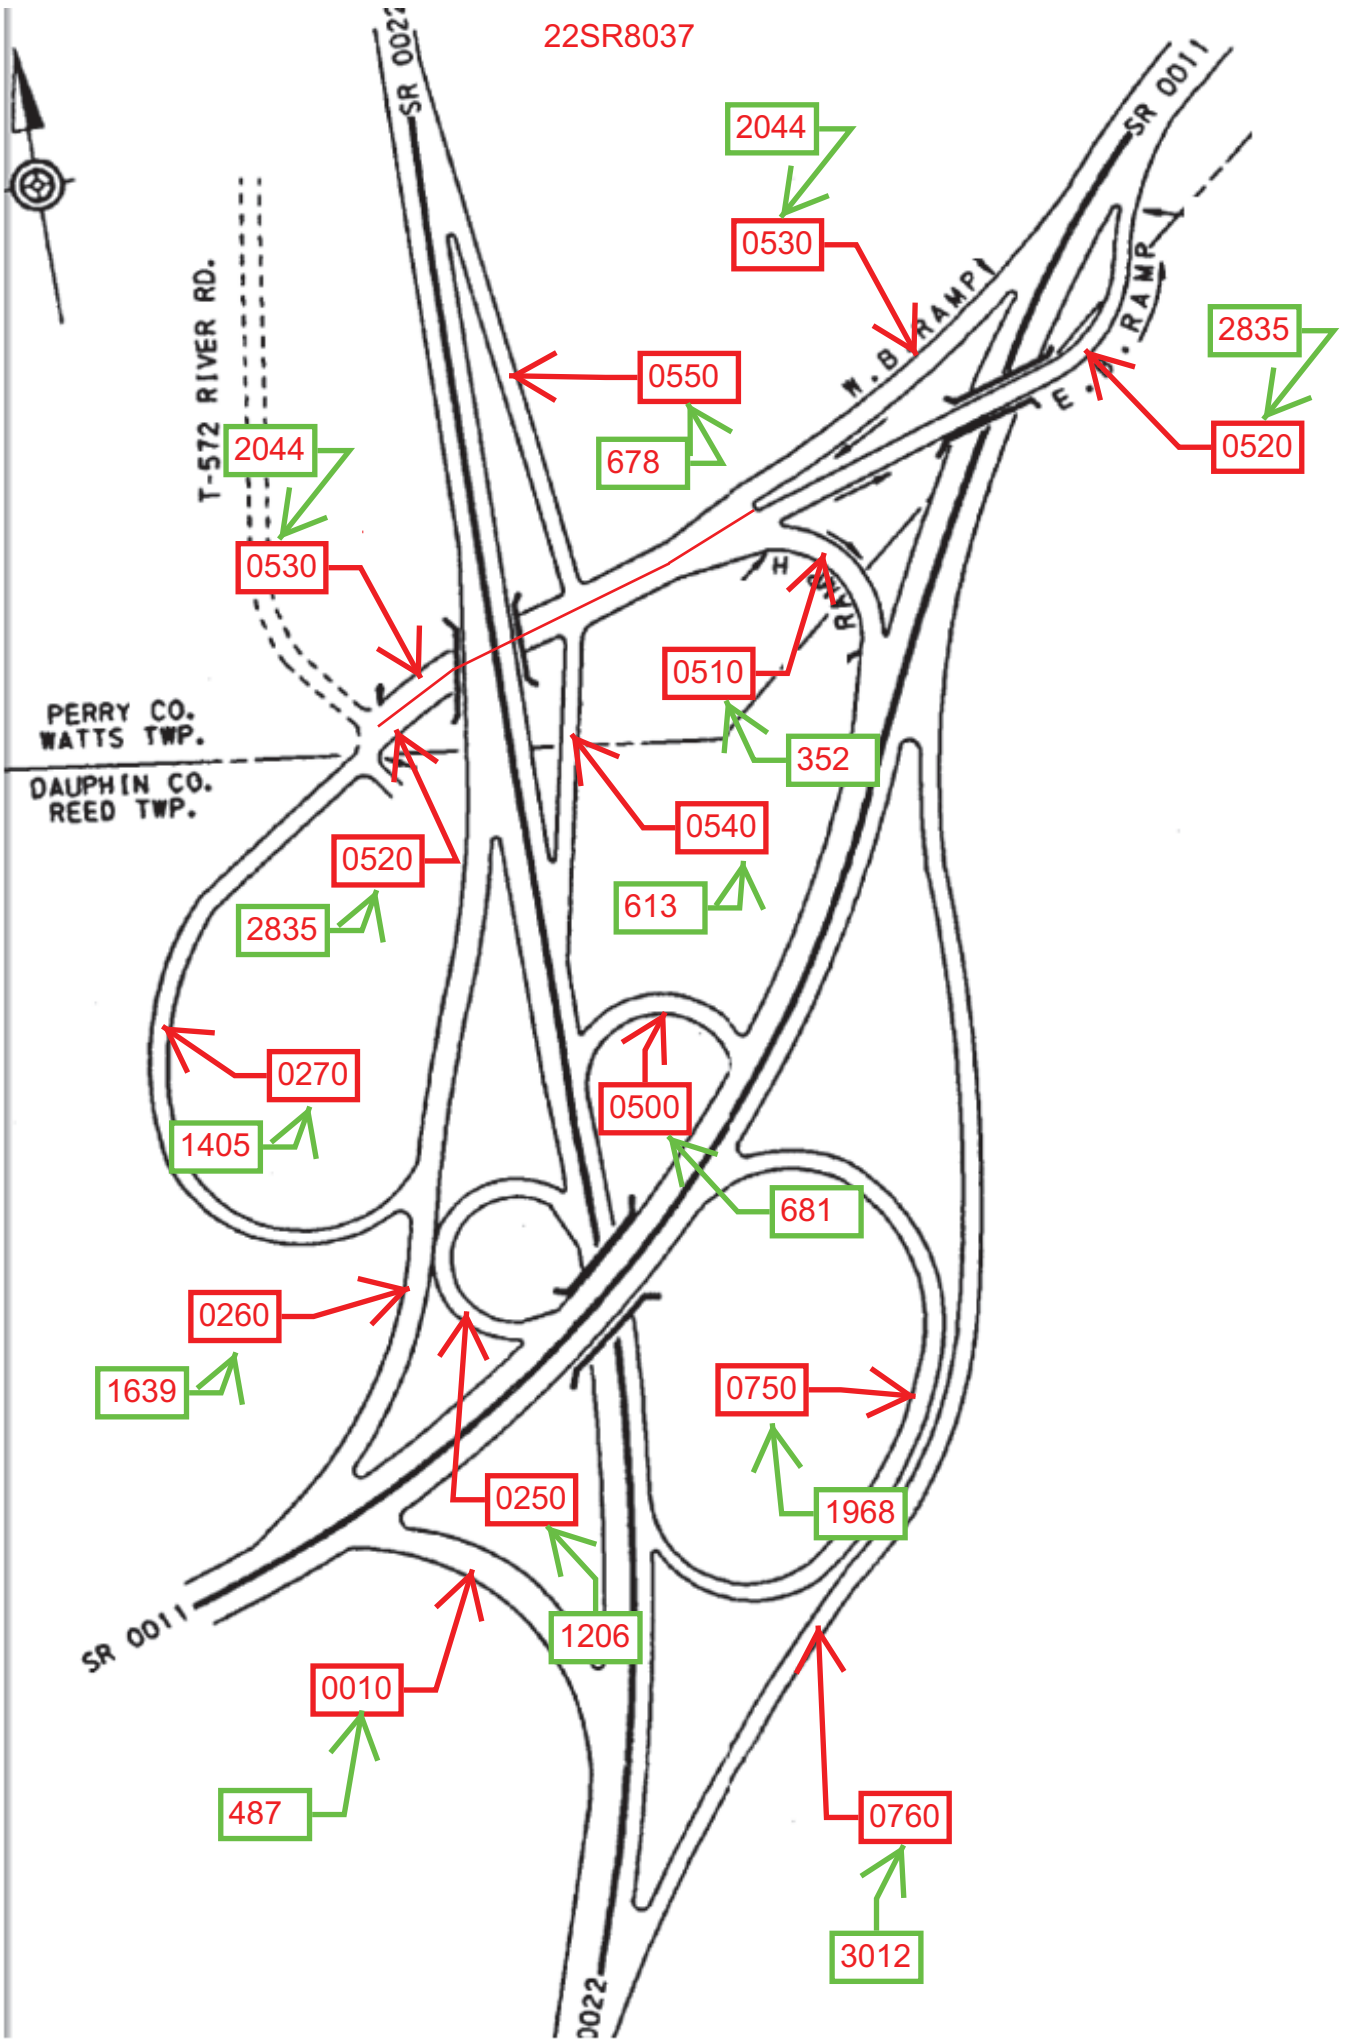 22SR8037
SR 0022
SR 0011
2044
0530
W.B. RAMP
E.B. RAMP
2835
0520
T-572 RIVER RD.
0550
678
2044
0530
H RAMP
0510
352
PERRY CO.
WATTS TWP.
DAUPHIN CO.
REED TWP.
0540
613
0520
2835
0270
1405
0500
681
0260
1639
0750
1968
0250
1206
SR 0011
0010
487
0760
3012
0022